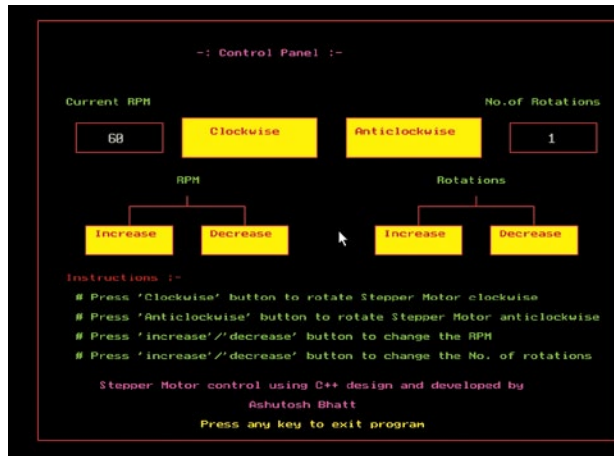 -: Control Panel :-
Current RPM
No.of Rotations
60
Clockwise
Anticlockwise
1
RPM
Rotations
Increase
Decrease
Increase
Decrease
Instructions :-
# Press 'Clockwise' button to rotate Stepper Motor clockwise
# Press 'Anticlockwise' button to rotate Stepper Motor anticlockwise
# Press 'increase'/'decrease' button to change the RPM
# Press 'increase'/'decrease' button to change the No. of rotations
Stepper Motor control using C++ design and developed by
Ashutosh Bhatt
Press any key to exit program